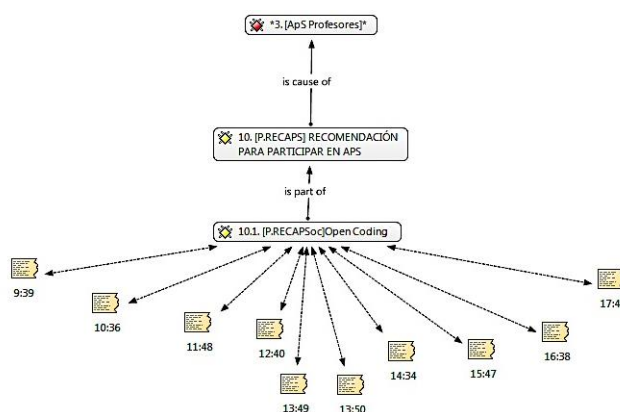 *3. [ApS Profesores]*
is cause of
10. [P.RECAPS] RECOMENDACIÓN
PARA PARTICIPAR EN APS
is part of
10.1. [P.RECAPSoc]Open Coding
9:39
10:36
11:48
12:40
13:49
13:50
14:34
15:47
16:38